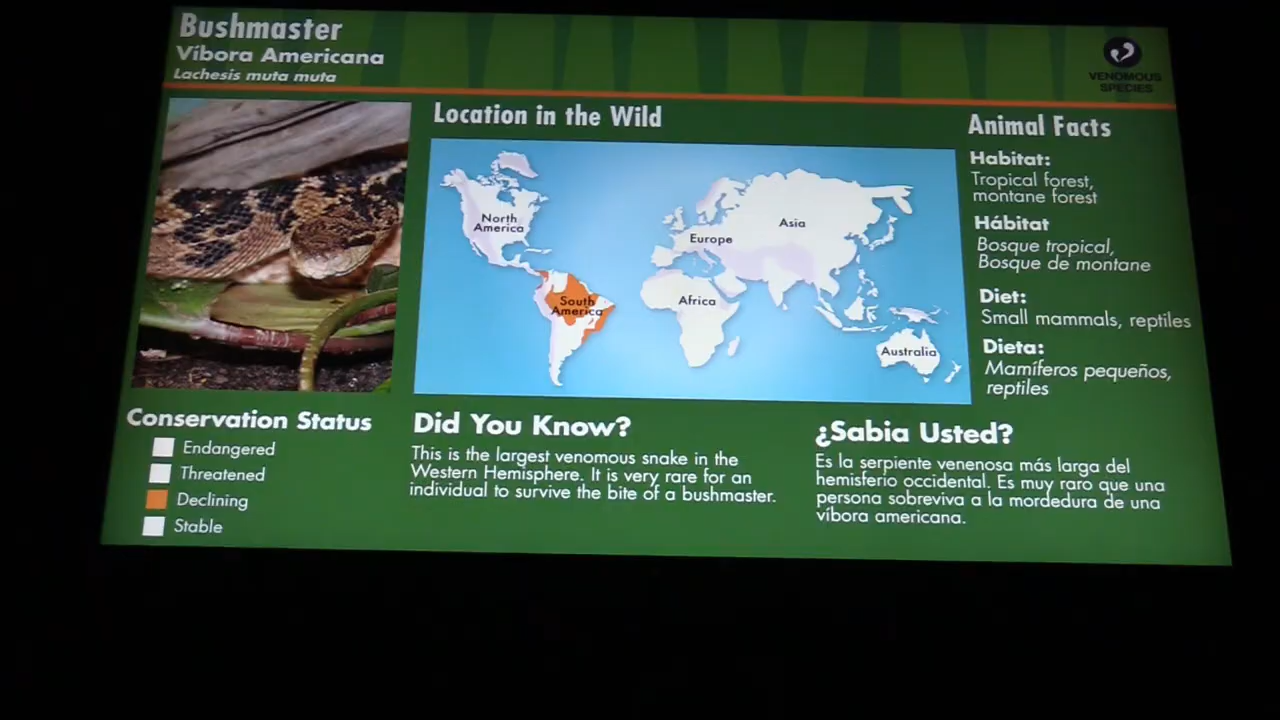 Bushmaster
Víbora Americana
Lachesis muta muta
VENOMOUS
SPECIES
Location in the Wild
North
America
Europe
Asia
South
America
Africa
Australia
Animal Facts
Habitat:
Tropical forest,
montane forest
Hábitat
Bosque tropical,
Bosque de montane
Diet:
Small mammals, reptiles
Dieta:
Mamíferos pequeños,
reptiles
Conservation Status
Endangered
Threatened
Declining
Stable
Did You Know?
This is the largest venomous snake in the
Western Hemisphere. It is very rare for an
individual to survive the bite of a bushmaster.
¿Sabia Usted?
Es la serpiente venenosa más larga del
hemisferio occidental. Es muy raro que una
persona sobreviva a la mordedura de una
víbora americana.